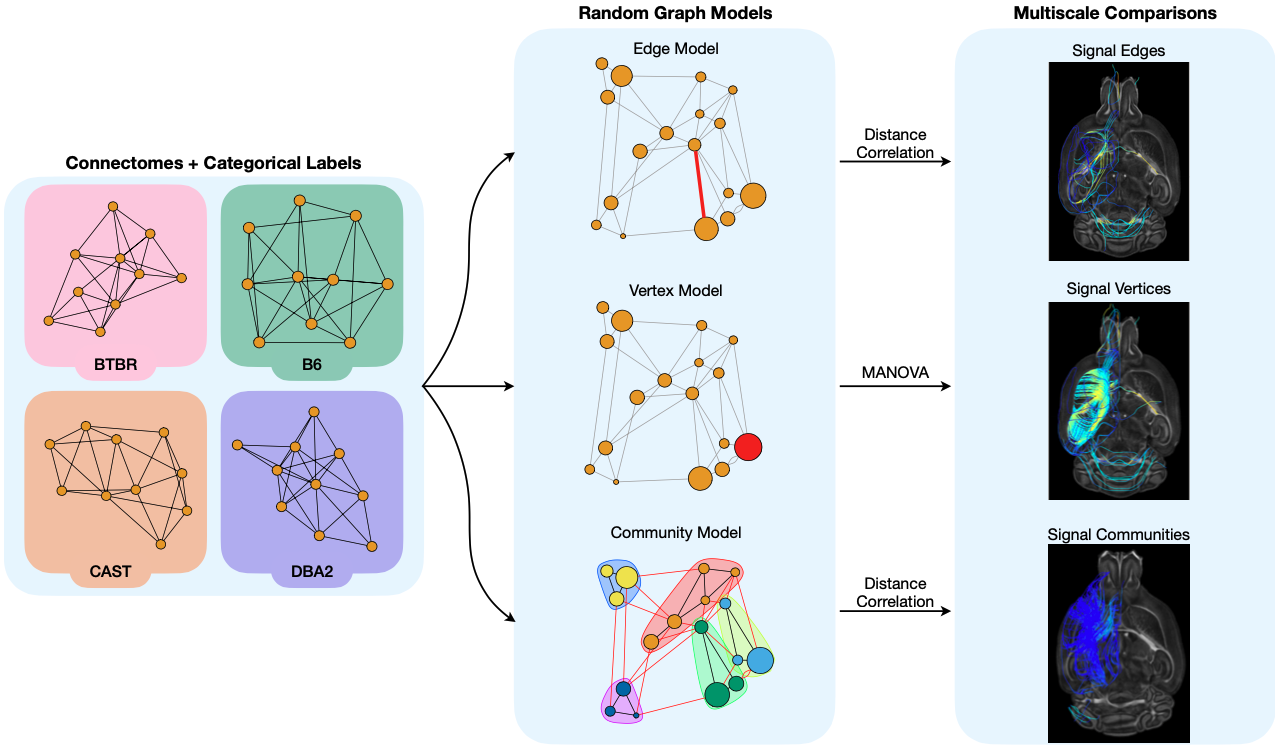 Connectomes + Categorical Labels
BTBR
B6
CAST
DBA2
Random Graph Models
Edge Model
Vertex Model
Community Model
Distance
Correlation
MANOVA
Distance
Correlation
Multiscale Comparisons
Signal Edges
Signal Vertices
Signal Communities